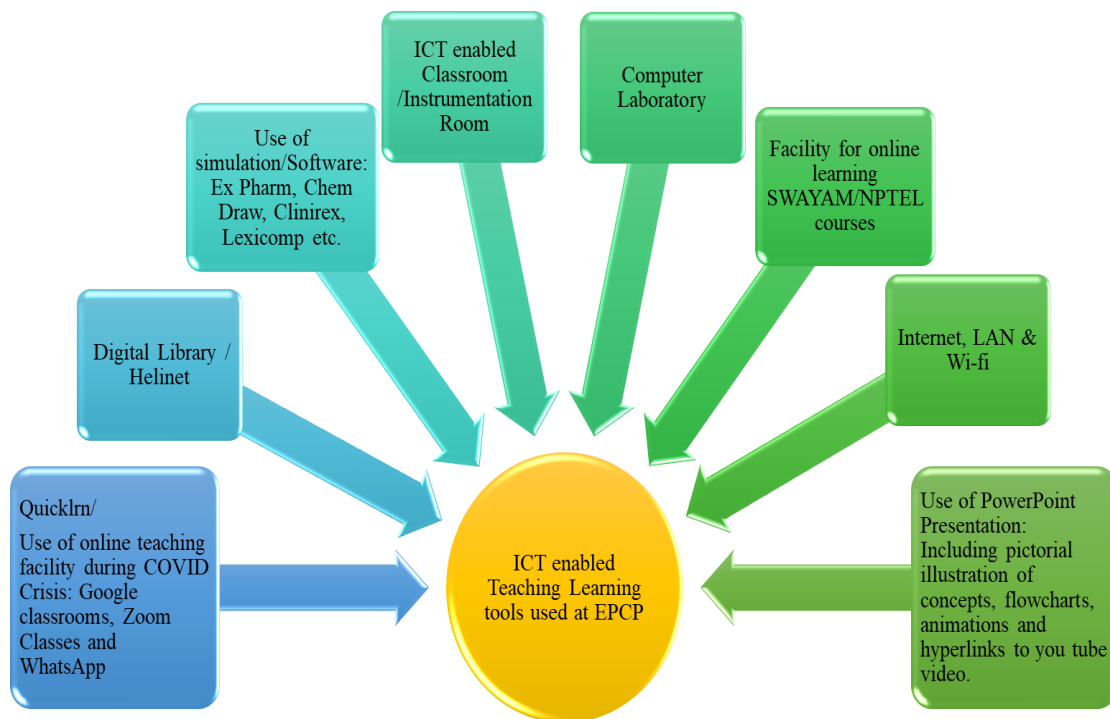 ICT enabled
Classroom
/Instrumentation
Room
Computer
Laboratory
Use of
simulation/Software:
Ex Pharm, Chem
Draw, Clinirex,
Lexicomp etc.
Facility for online
learning
SWAYAM/NPTEL
courses
Digital Library /
Helinet
Internet, LAN &
Wi-fi
Quicklrn/
Use of online teaching
facility during COVID
Crisis: Google
classrooms, Zoom
Classes and
WhatsApp
ICT enabled
Teaching Learning
tools used at EPCP
Use of PowerPoint
Presentation:
Including pictorial
illustration of
concepts, flowcharts,
animations and
hyperlinks to you tube
video.